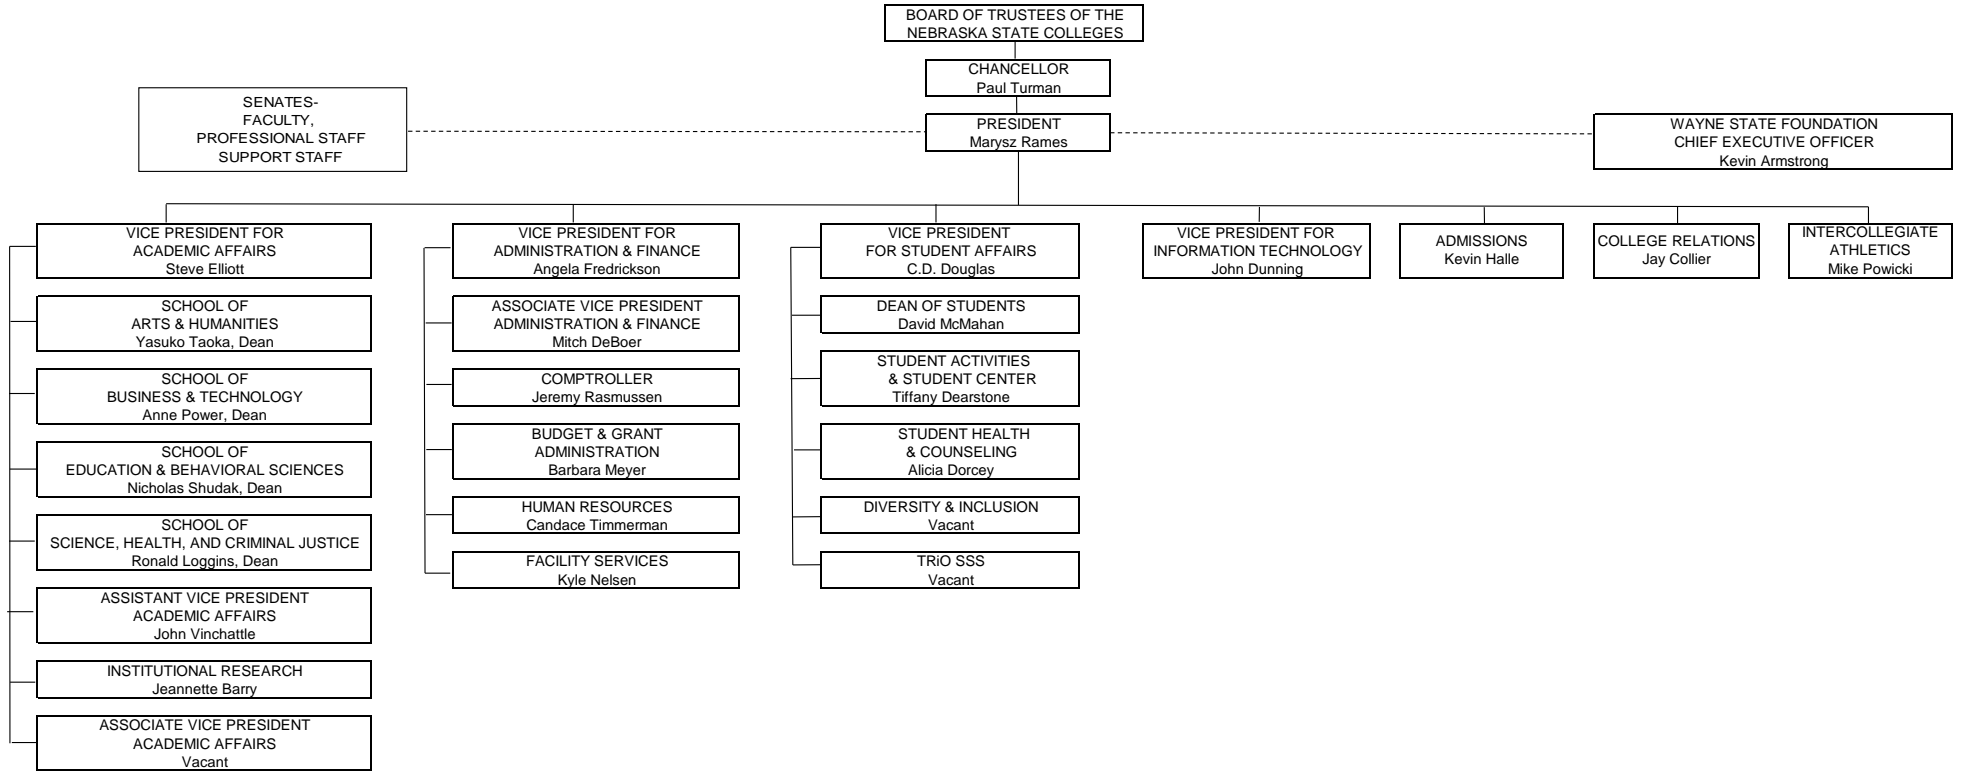 BOARD OF TRUSTEES OF THE
NEBRASKA STATE COLLEGES
CHANCELLOR
Paul Turman
SENATES-
FACULTY,
PROFESSIONAL STAFF
SUPPORT STAFF
PRESIDENT
Marysz Rames
WAYNE STATE FOUNDATION
CHIEF EXECUTIVE OFFICER
Kevin Armstrong
VICE PRESIDENT FOR
ACADEMIC AFFAIRS
Steve Elliott
SCHOOL OF
ARTS & HUMANITIES
Yasuko Taoka, Dean
SCHOOL OF
BUSINESS & TECHNOLOGY
Anne Power, Dean
SCHOOL OF
EDUCATION & BEHAVIORAL SCIENCES
Nicholas Shudak, Dean
SCHOOL OF
SCIENCE, HEALTH, AND CRIMINAL JUSTICE
Ronald Loggins, Dean
ASSISTANT VICE PRESIDENT
ACADEMIC AFFAIRS
John Vinchattle
INSTITUTIONAL RESEARCH
Jeannette Barry
ASSOCIATE VICE PRESIDENT
ACADEMIC AFFAIRS
Vacant
VICE PRESIDENT FOR
ADMINISTRATION & FINANCE
Angela Fredrickson
ASSOCIATE VICE PRESIDENT
ADMINISTRATION & FINANCE
Mitch DeBoer
COMPTROLLER
Jeremy Rasmussen
BUDGET & GRANT
ADMINISTRATION
Barbara Meyer
HUMAN RESOURCES
Candace Timmerman
FACILITY SERVICES
Kyle Nelsen
VICE PRESIDENT
FOR STUDENT AFFAIRS
C.D. Douglas
DEAN OF STUDENTS
David McMahan
STUDENT ACTIVITIES
& STUDENT CENTER
Tiffany Dearstone
STUDENT HEALTH
& COUNSELING
Alicia Dorcey
DIVERSITY & INCLUSION
Vacant
TRiO SSS
Vacant
VICE PRESIDENT FOR
INFORMATION TECHNOLOGY
John Dunning
ADMISSIONS
Kevin Halle
COLLEGE RELATIONS
Jay Collier
INTERCOLLEGIATE
ATHLETICS
Mike Powicki